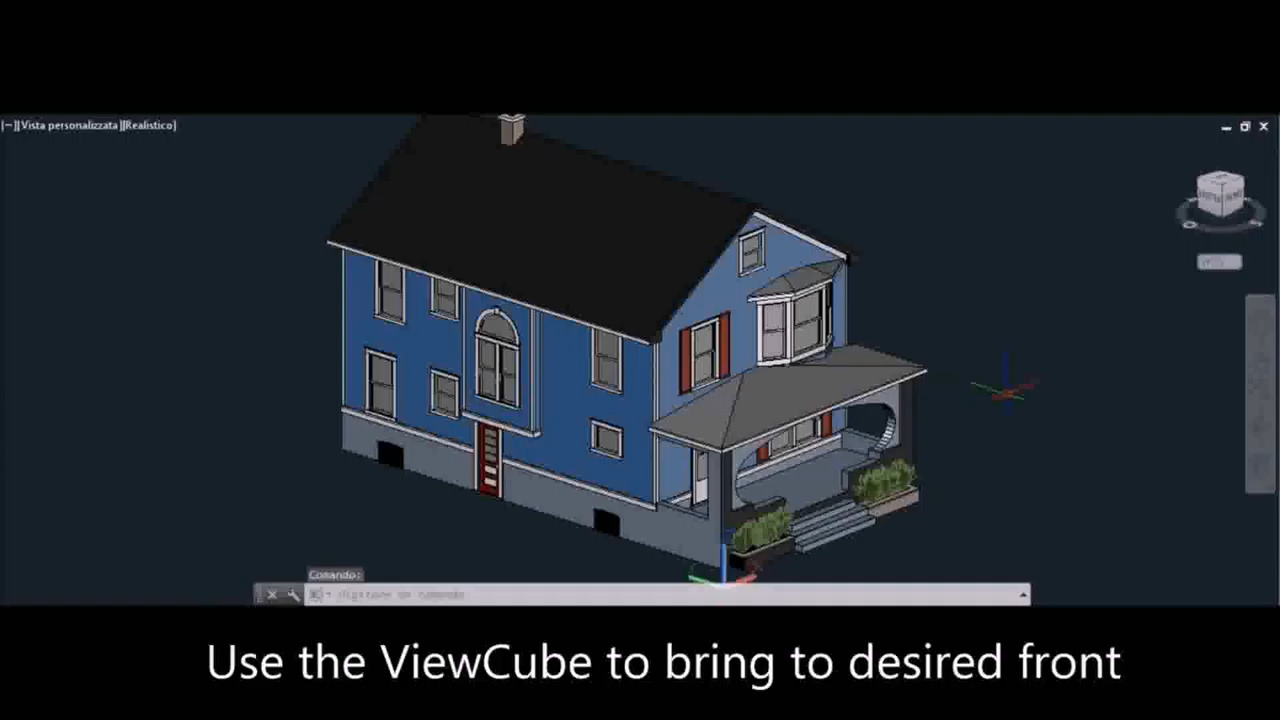 [−][Vista personalizzata][Realistico]
Comando:
Use the ViewCube to bring to desired front